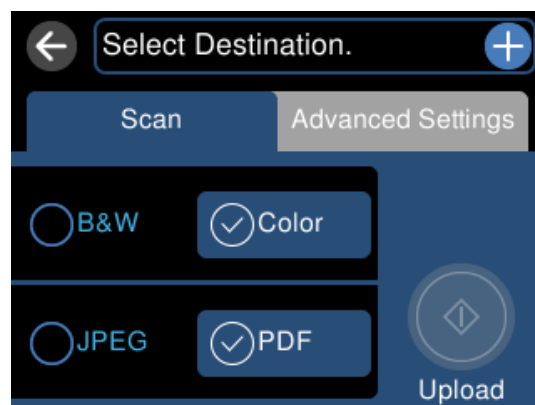 Select Destination.
Scan Advanced Settings
B&W Color
JPEG PDF
Upload